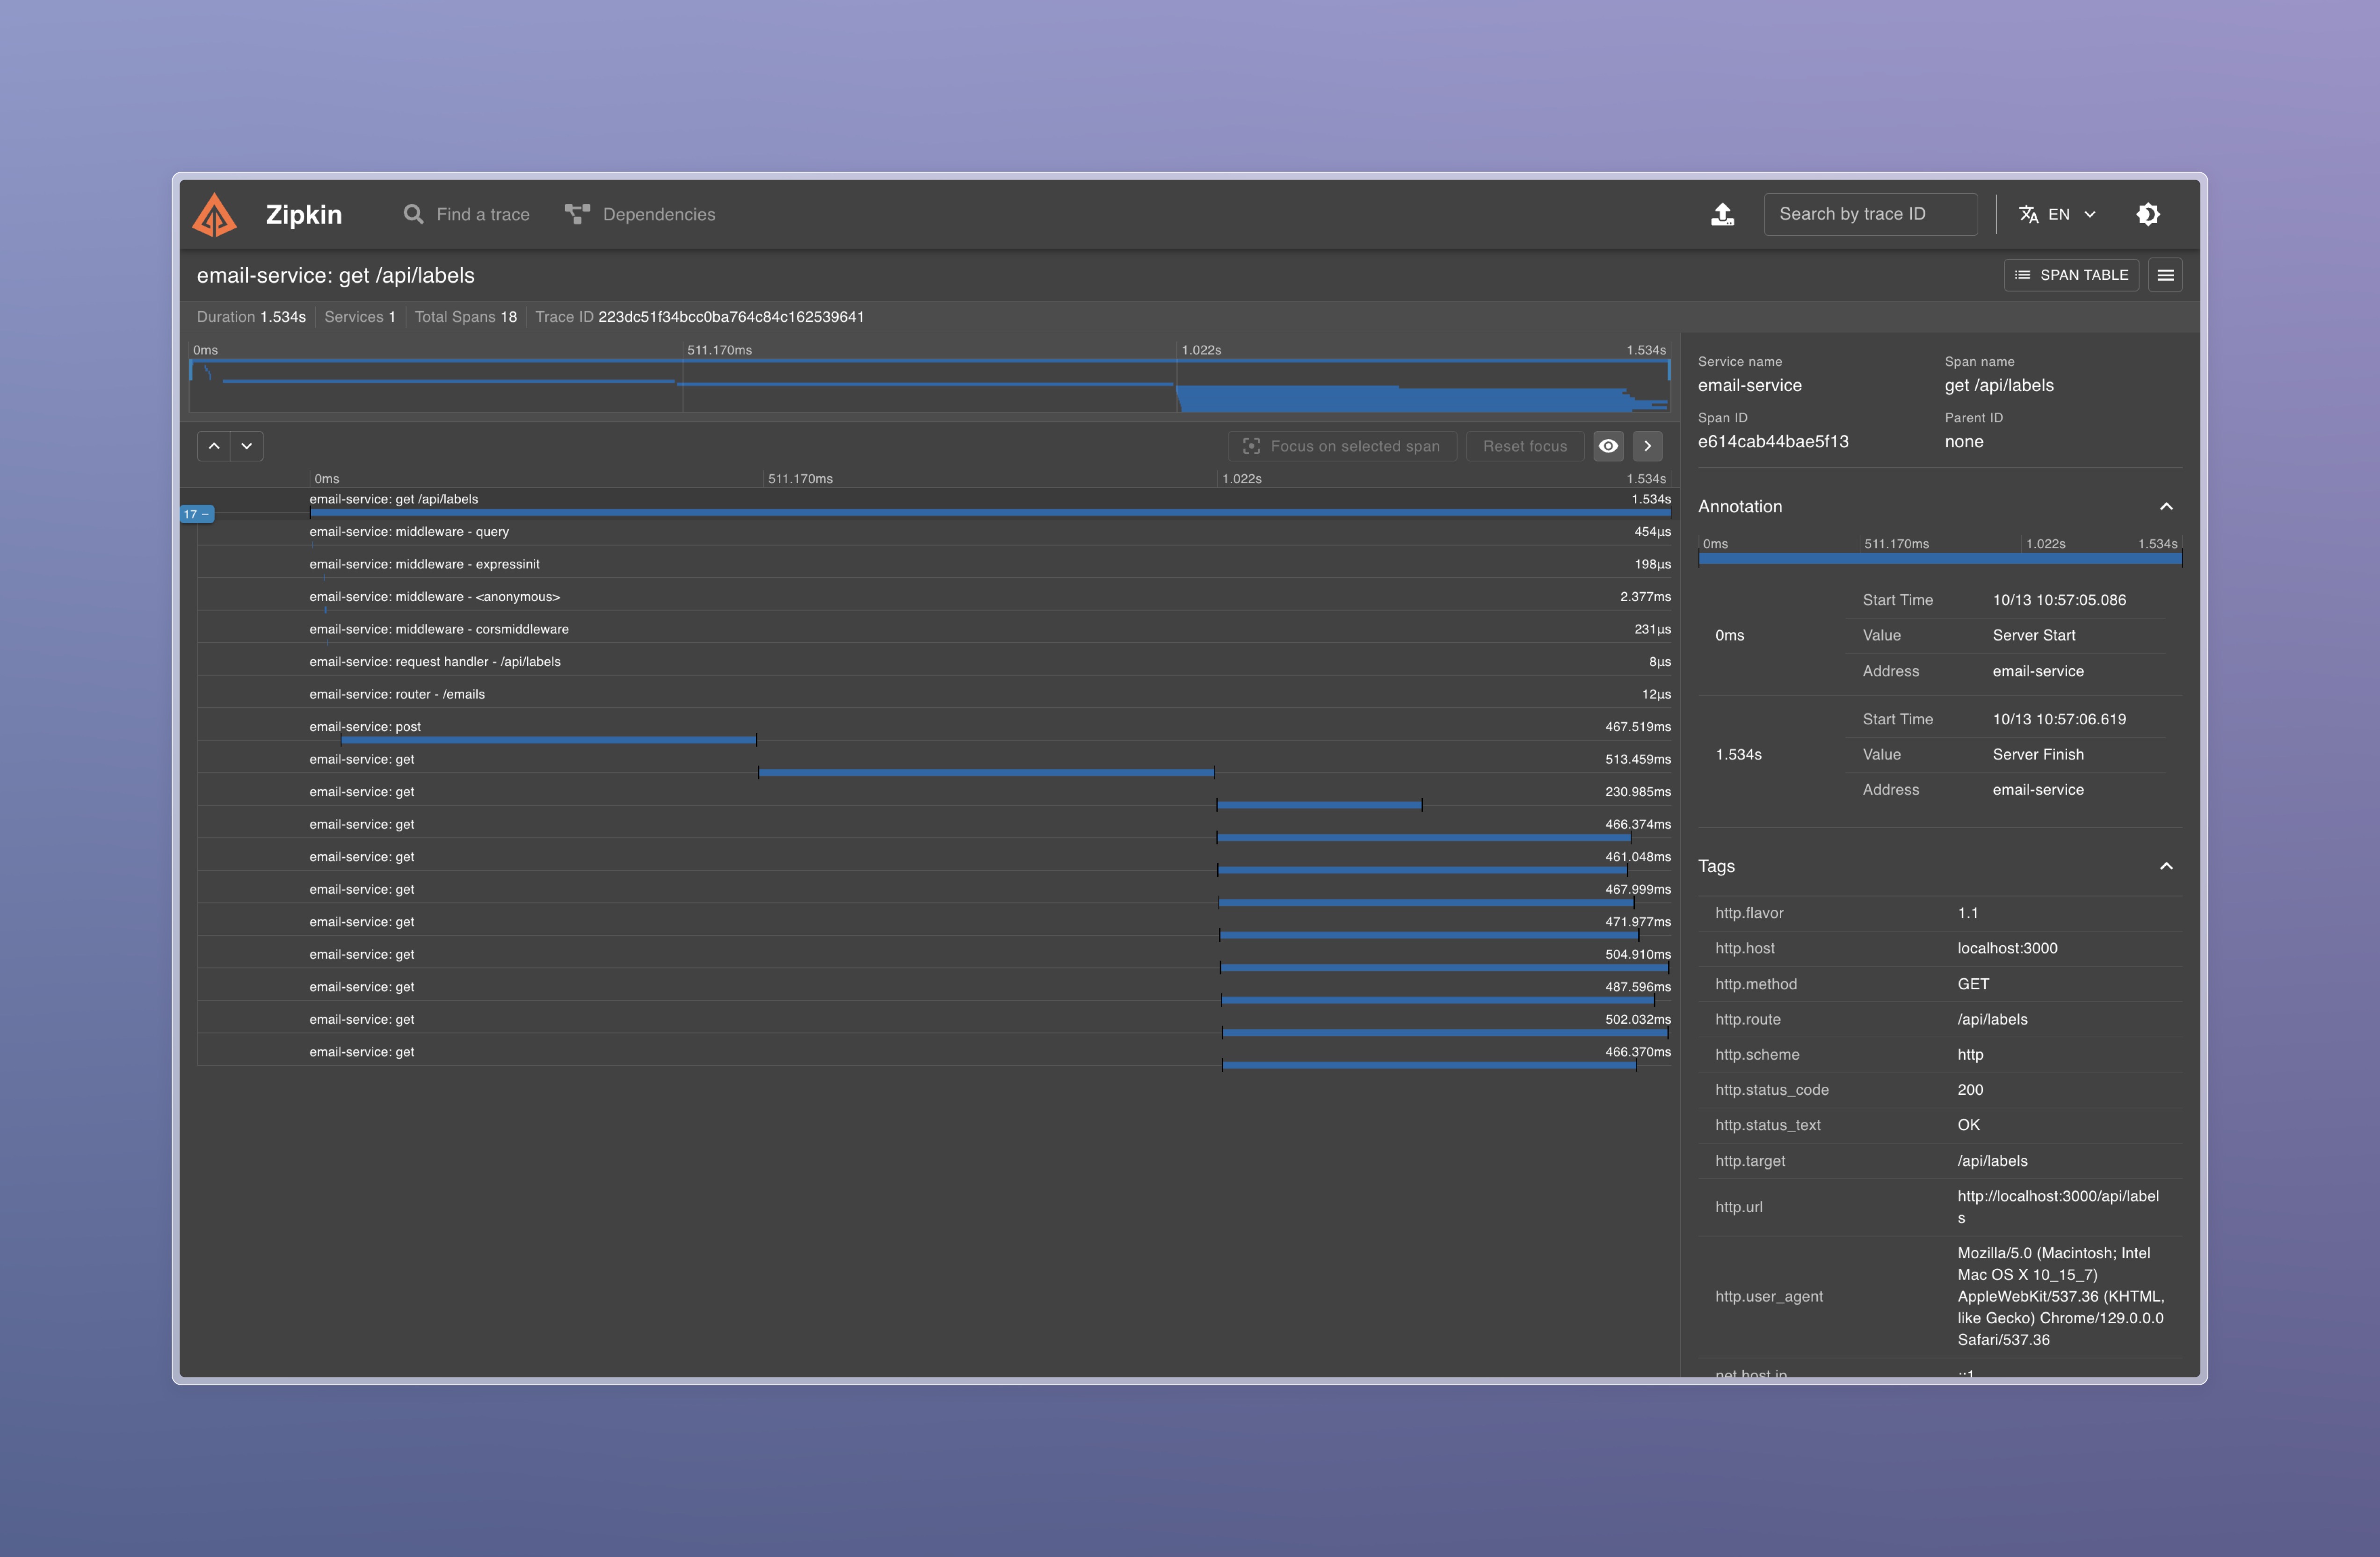 Zipkin
Find a trace
Dependencies
Search by trace ID
EN
email-service: get /api/labels
SPAN TABLE
Duration 1.534s
Services 1
Total Spans 18
Trace ID 223dc51f34bcc0ba764c84c162539641
0ms
511.170ms
1.022s
1.534s
Focus on selected span
Reset focus
0ms
511.170ms
1.022s
1.534s
17 –
email-service: get /api/labels
1.534s
email-service: middleware - query
454µs
email-service: middleware - expressinit
198µs
email-service: middleware - <anonymous>
2.377ms
email-service: middleware - corsmiddleware
231µs
email-service: request handler - /api/labels
8µs
email-service: router - /emails
12µs
email-service: post
467.519ms
email-service: get
513.459ms
email-service: get
230.985ms
email-service: get
466.374ms
email-service: get
461.048ms
email-service: get
467.999ms
email-service: get
471.977ms
email-service: get
504.910ms
email-service: get
487.596ms
email-service: get
502.032ms
email-service: get
466.370ms
Service name
email-service
Span name
get /api/labels
Span ID
e614cab44bae5f13
Parent ID
none
Annotation
0ms
511.170ms
1.022s
1.534s
0ms
Start Time
10/13 10:57:05.086
Value
Server Start
Address
email-service
1.534s
Start Time
10/13 10:57:06.619
Value
Server Finish
Address
email-service
Tags
http.flavor
1.1
http.host
localhost:3000
http.method
GET
http.route
/api/labels
http.scheme
http
http.status_code
200
http.status_text
OK
http.target
/api/labels
http.url
http://localhost:3000/api/label
s
http.user_agent
Mozilla/5.0 (Macintosh; Intel
Mac OS X 10_15_7)
AppleWebKit/537.36 (KHTML,
like Gecko) Chrome/129.0.0.0
Safari/537.36
net.host.ip
::1